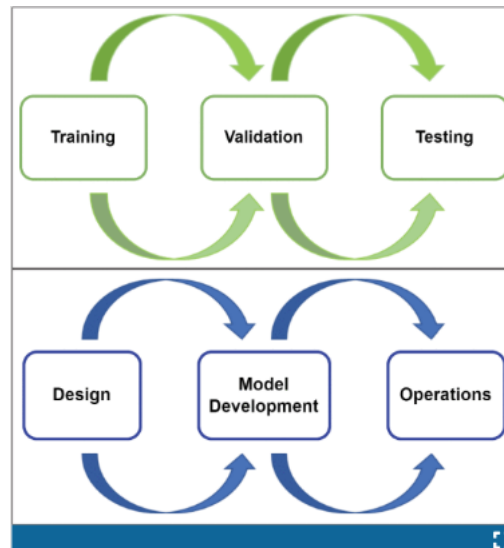 Training
Validation
Testing
Design
Model
Development
Operations